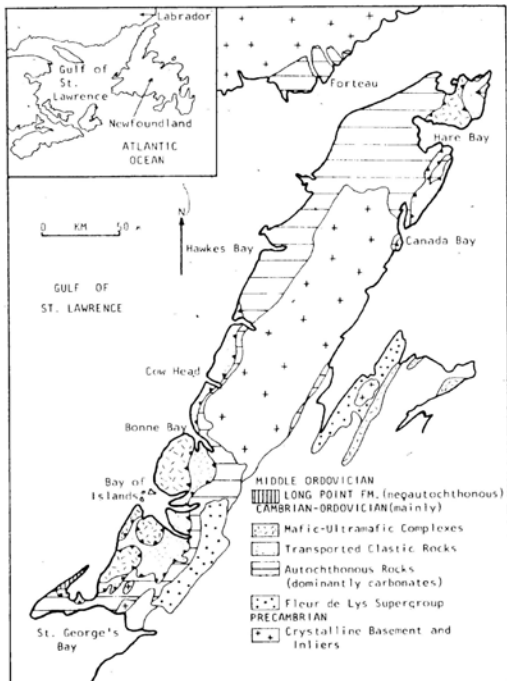 Labrador
Gulf of
St.
Lawrence
Newfoundland
ATLANTIC
OCEAN
Forteau
Hare Bay
0 KM 50
N
Hawkes Bay
Canada Bay
GULF OF
ST. LAWRENCE
Cow Head
Bonne Bay
Bay of
Islands
St. George's
Bay
MIDDLE ORDOVICIAN
LONG POINT FM. (neoautochthonous)
CAMBRIAN-ORDOVICIAN (mainly)
Mafic-Ultramafic Complexes
Transported Clastic Rocks
Autochthonous Rocks
(dominantly carbonates)
Fleur de Lys Supergroup
PRECAMBRIAN
Crystalline Basement and
Inliers